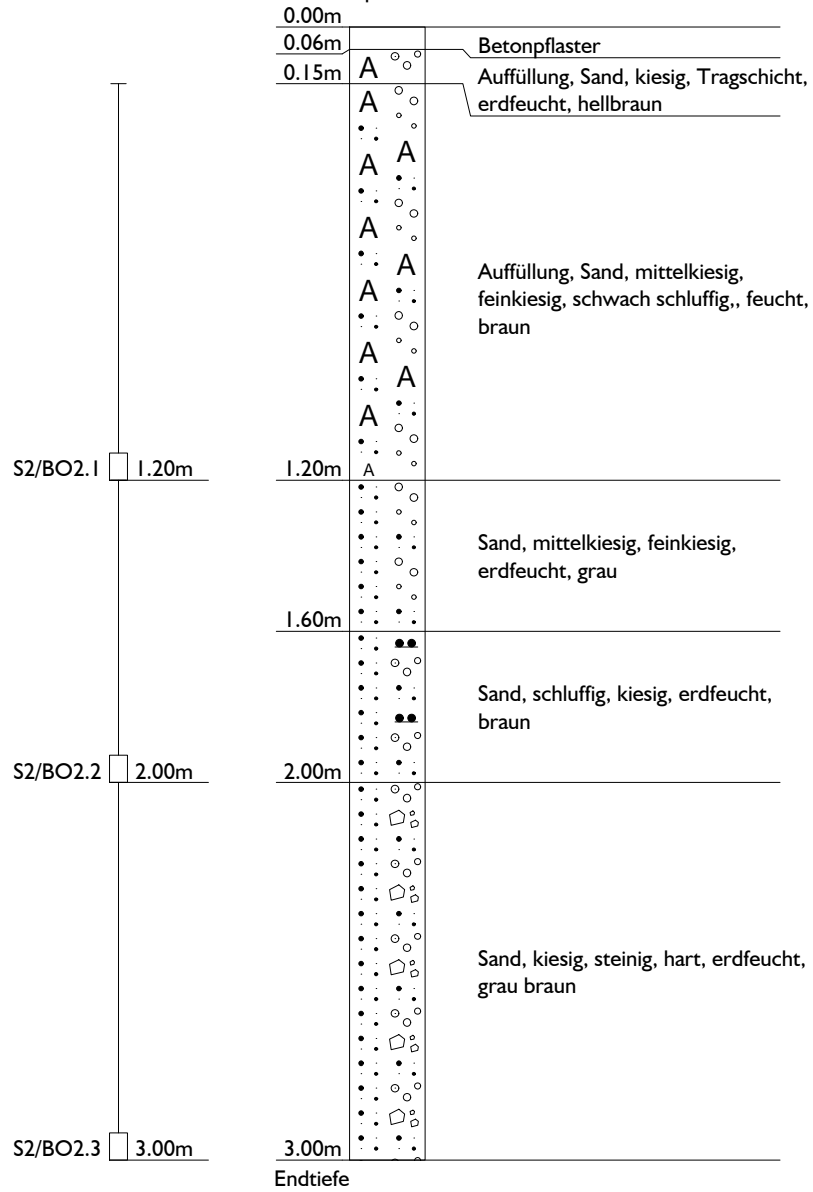 0.00m
0.06m
Betonpflaster
0.15m
A
Auffüllung, Sand, kiesig, Tragschicht,
erdfeucht, hellbraun
A
A
A
A
A
A
A
A
A
A
Auffüllung, Sand, mittelkiesig,
feinkiesig, schwach schluffig,, feucht,
braun
S2/BO2.1 1.20m
1.20m
A
Sand, mittelkiesig, feinkiesig,
erdfeucht, grau
1.60m
Sand, schluffig, kiesig, erdfeucht,
braun
S2/BO2.2 2.00m
2.00m
Sand, kiesig, steinig, hart, erdfeucht,
grau braun
S2/BO2.3 3.00m
3.00m
Endtiefe